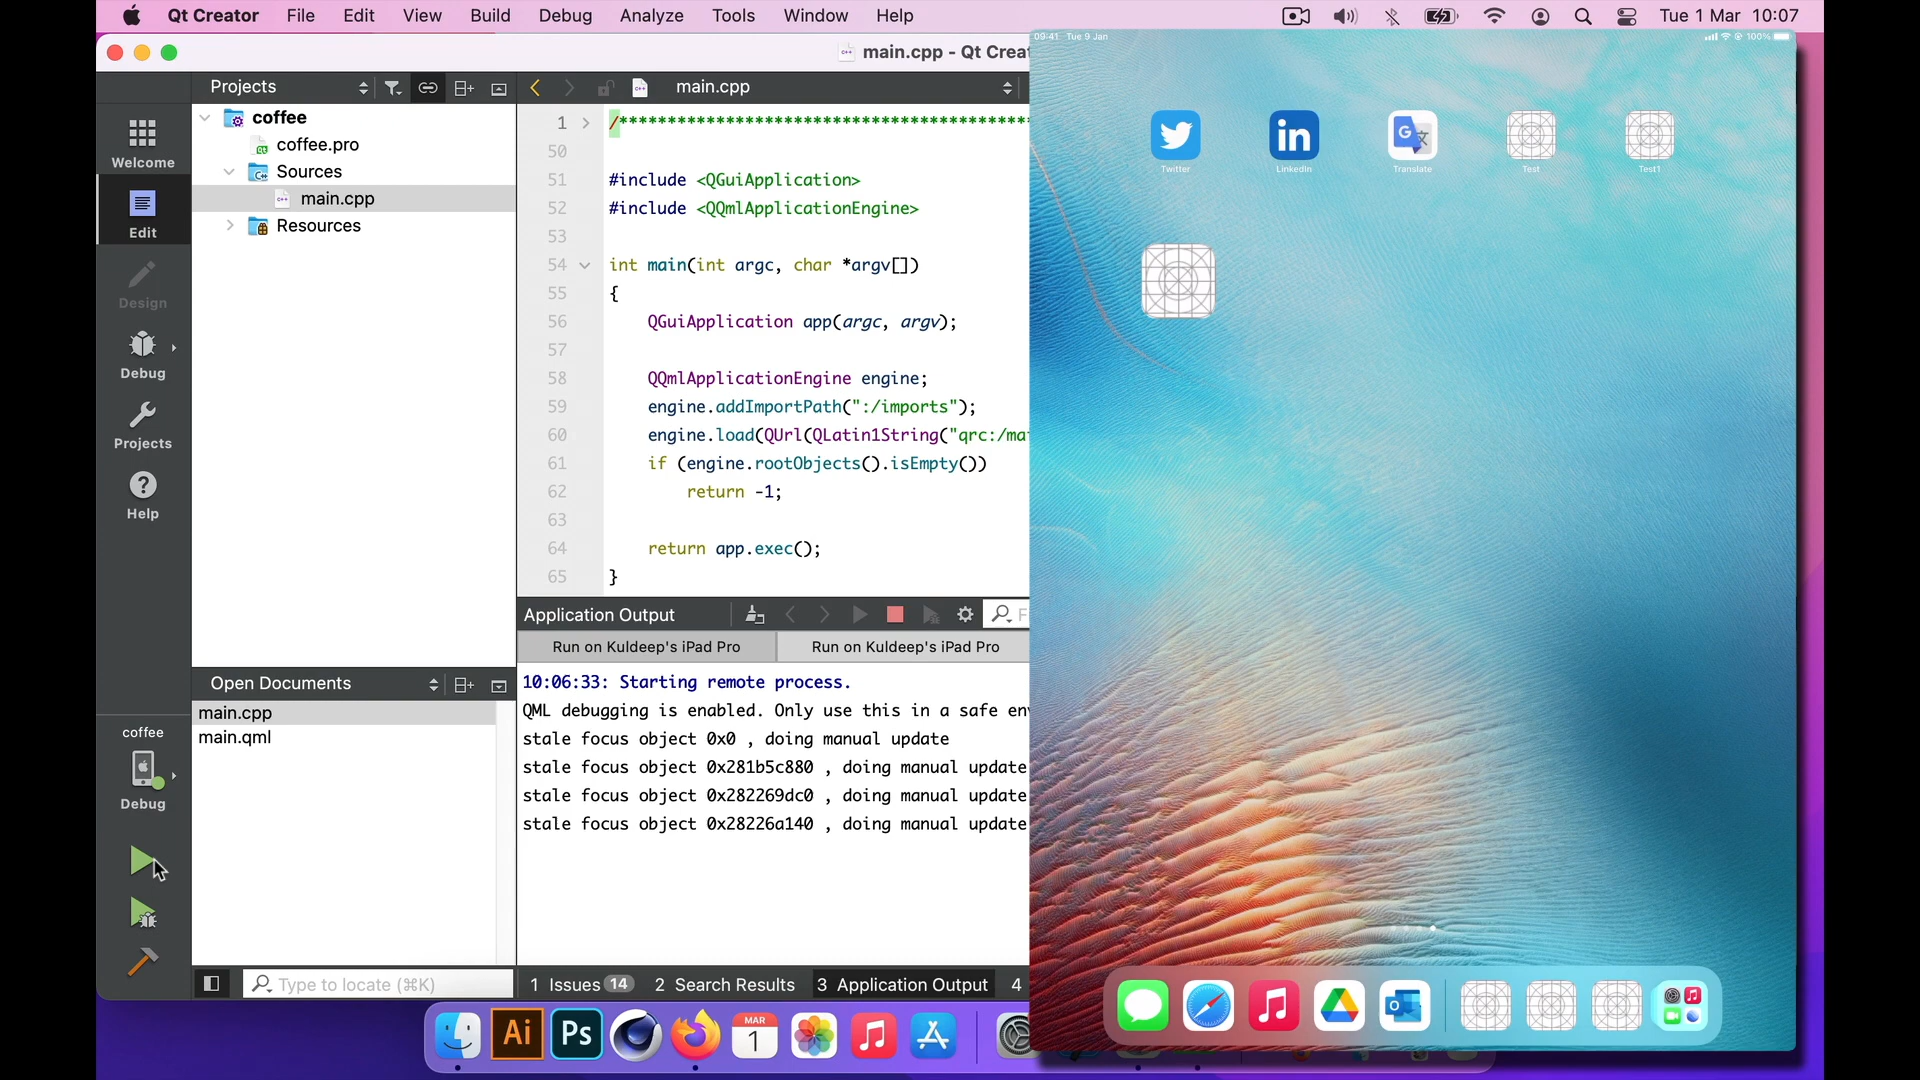 Qt Creator File Edit View Build Debug Analyze Tools Window Help Tue 1 Mar 10:07
main.cpp - Qt Crea
Projects
main.cpp
coffee
coffee.pro
Sources
main.cpp
Resources
Welcome
Edit
Design
Debug
Projects
Help
1 /*******************************************
50
51 #include <QGuiApplication>
52 #include <QQmlApplicationEngine>
53
54 int main(int argc, char *argv[])
55 {
56 QGuiApplication app(argc, argv);
57
58 QQmlApplicationEngine engine;
59 engine.addImportPath(":/imports");
60 engine.load(QUrl(QLatin1String("qrc:/ma
61 if (engine.rootObjects().isEmpty())
62 return -1;
63
64 return app.exec();
65 }
Application Output
F
Run on Kuldeep's iPad Pro
Run on Kuldeep's iPad Pro
10:06:33: Starting remote process.
QML debugging is enabled. Only use this in a safe en
stale focus object 0x0 , doing manual update
stale focus object 0x281b5c880 , doing manual update
stale focus object 0x282269dc0 , doing manual update
stale focus object 0x28226a140 , doing manual update
Open Documents
main.cpp
main.qml
coffee
Debug
Type to locate (⌘K)
1 Issues 14 2 Search Results 3 Application Output 4
09:41 Tue 9 Jan
100%
Twitter
LinkedIn
Translate
Test
Test1
in
G
Ai
Ps
MAR
1